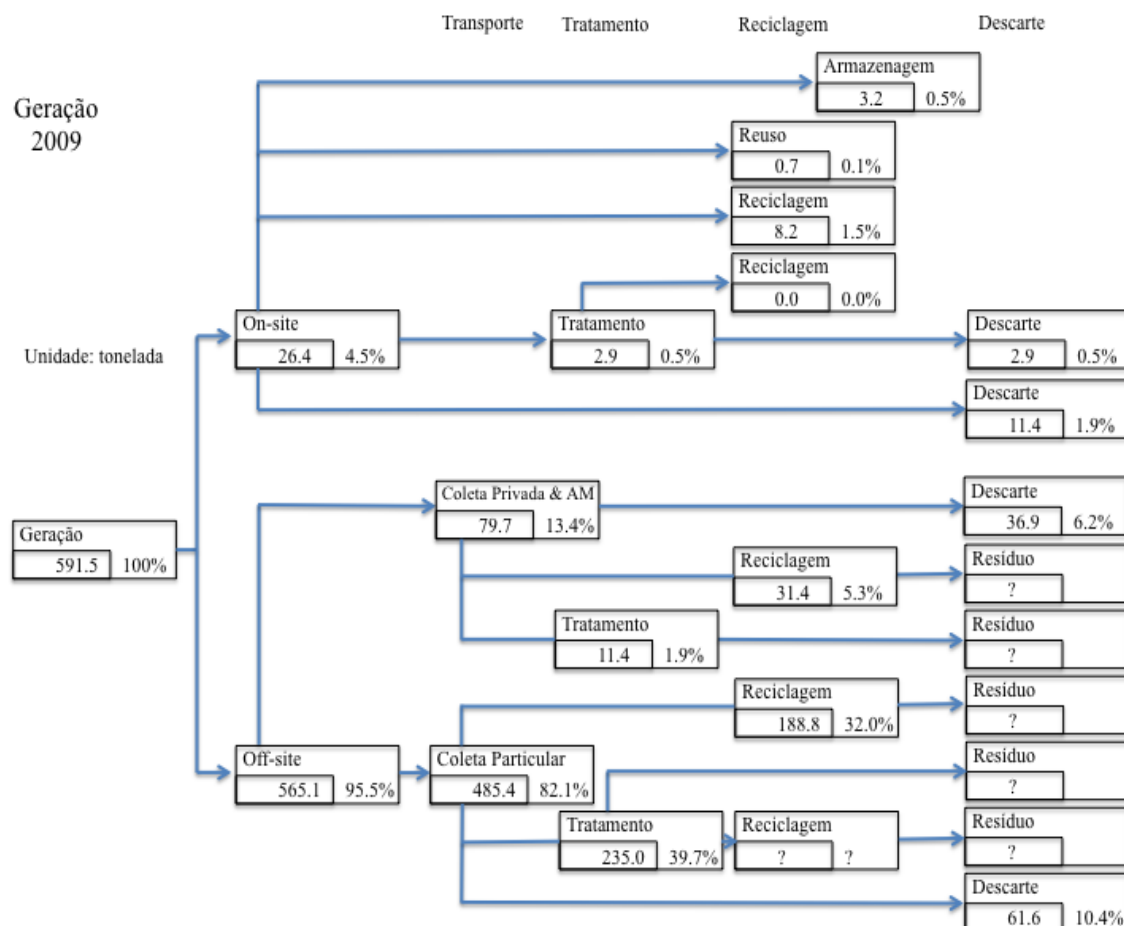 Transporte Tratamento Reciclagem Descarte
Armazenagem
3.2 0.5%
Geração
2009
Reuso
0.7 0.1%
Reciclagem
8.2 1.5%
Reciclagem
0.0 0.0%
On-site
26.4 4.5%
Tratamento
2.9 0.5%
Descarte
2.9 0.5%
Unidade: tonelada
Descarte
11.4 1.9%
Coleta Privada & AM
79.7 13.4%
Descarte
36.9 6.2%
Geração
591.5 100%
Reciclagem
31.4 5.3%
Resíduo
?
Tratamento
11.4 1.9%
Resíduo
?
Reciclagem
188.8 32.0%
Resíduo
?
Off-site
565.1 95.5%
Coleta Particular
485.4 82.1%
Resíduo
?
Tratamento
235.0 39.7%
Reciclagem
? ?
Resíduo
?
Descarte
61.6 10.4%